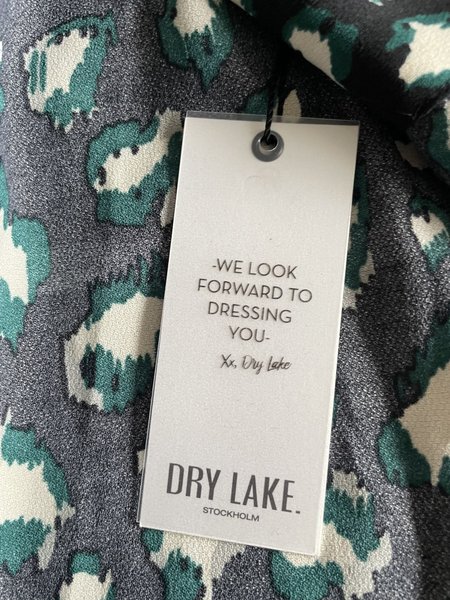 -WE LOOK
FORWARD TO
DRESSING
YOU-
Xx, Dry Lake
DRY LAKE.
STOCKHOLM